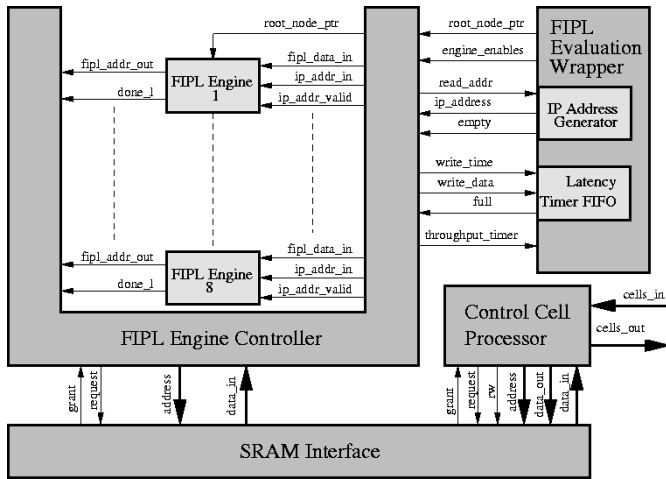 root_node_ptr
fipl_data_in
fipl_addr_out
FIPL Engine
1
ip_addr_in
done_1
ip_addr_valid
fipl_data_in
fipl_addr_out
FIPL Engine
8
ip_addr_in
done_1
ip_addr_valid
FIPL Engine Controller
root_node_ptr
engine_enables
read_addr
ip_address
empty
write_time
write_data
full
throughput_timer
FIPL
Evaluation
Wrapper
IP Address
Generator
Latency
Timer FIFO
Control Cell
Processor
cells_in
cells_out
grant
request
address
data_in
grant
request
rw
address
data_out
data_in
SRAM Interface